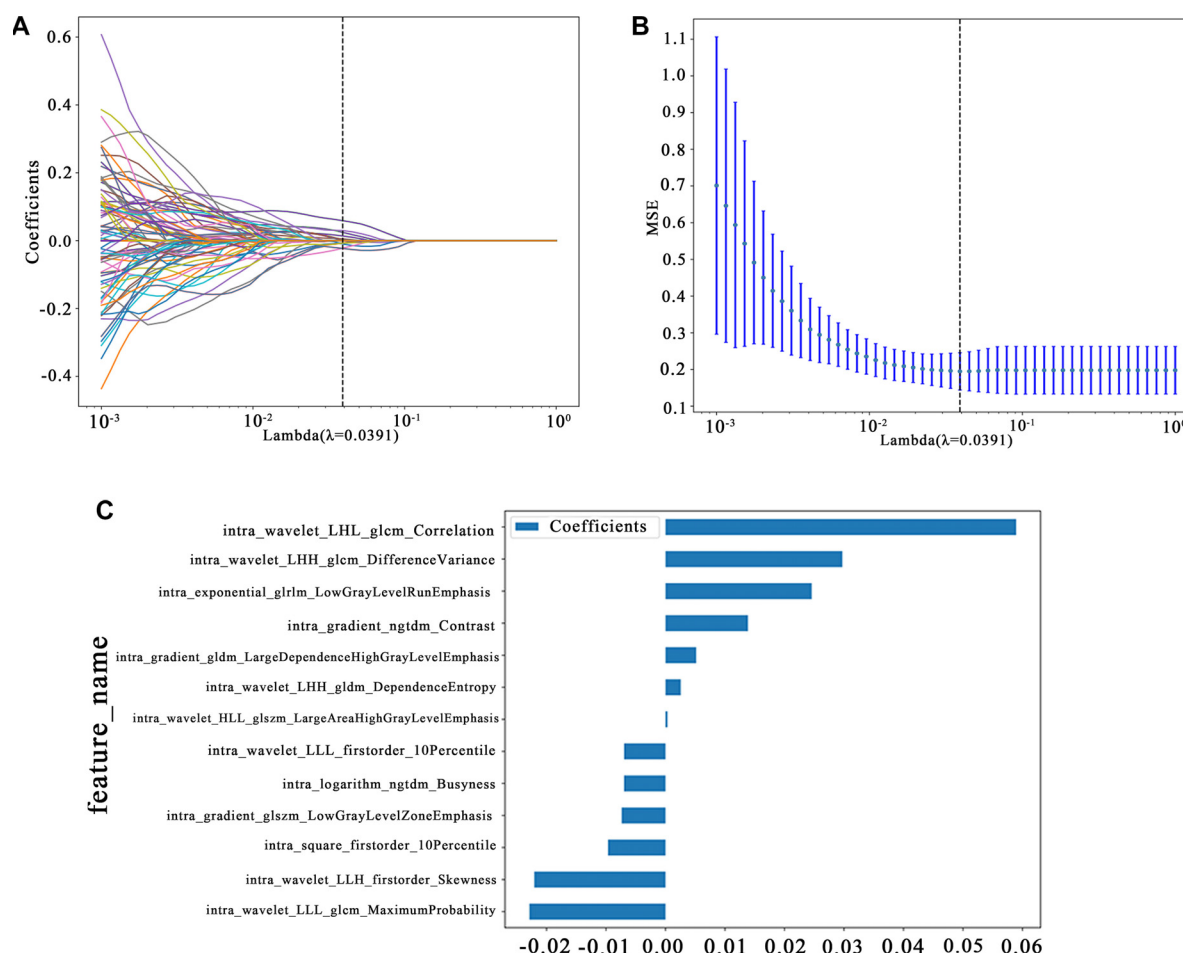 A
0.6
0.4
0.2
0.0
-0.2
-0.4
Coefficients
10⁻³
10⁻²
10⁻¹
10⁰
Lambda(λ=0.0391)
B
1.1
1.0
0.9
0.8
0.7
0.6
0.5
0.4
0.3
0.2
0.1
MSE
10⁻³
10⁻²
10⁻¹
10⁰
Lambda(λ=0.0391)
C
Coefficients
feature_name
intra_wavelet_LHL_glcm_Correlation
intra_wavelet_LHH_glcm_DifferenceVariance
intra_exponential_glrlm_LowGrayLevelRunEmphasis
intra_gradient_ngtdm_Contrast
intra_gradient_gldm_LargeDependenceHighGrayLevelEmphasis
intra_wavelet_LHH_gldm_DependenceEntropy
intra_wavelet_HLL_glszm_LargeAreaHighGrayLevelEmphasis
intra_wavelet_LLL_firstorder_10Percentile
intra_logarithm_ngtdm_Busyness
intra_gradient_glszm_LowGrayLevelZoneEmphasis
intra_square_firstorder_10Percentile
intra_wavelet_LLH_firstorder_Skewness
intra_wavelet_LLL_glcm_MaximumProbability
-0.02 -0.01 0.00 0.01 0.02 0.03 0.04 0.05 0.06